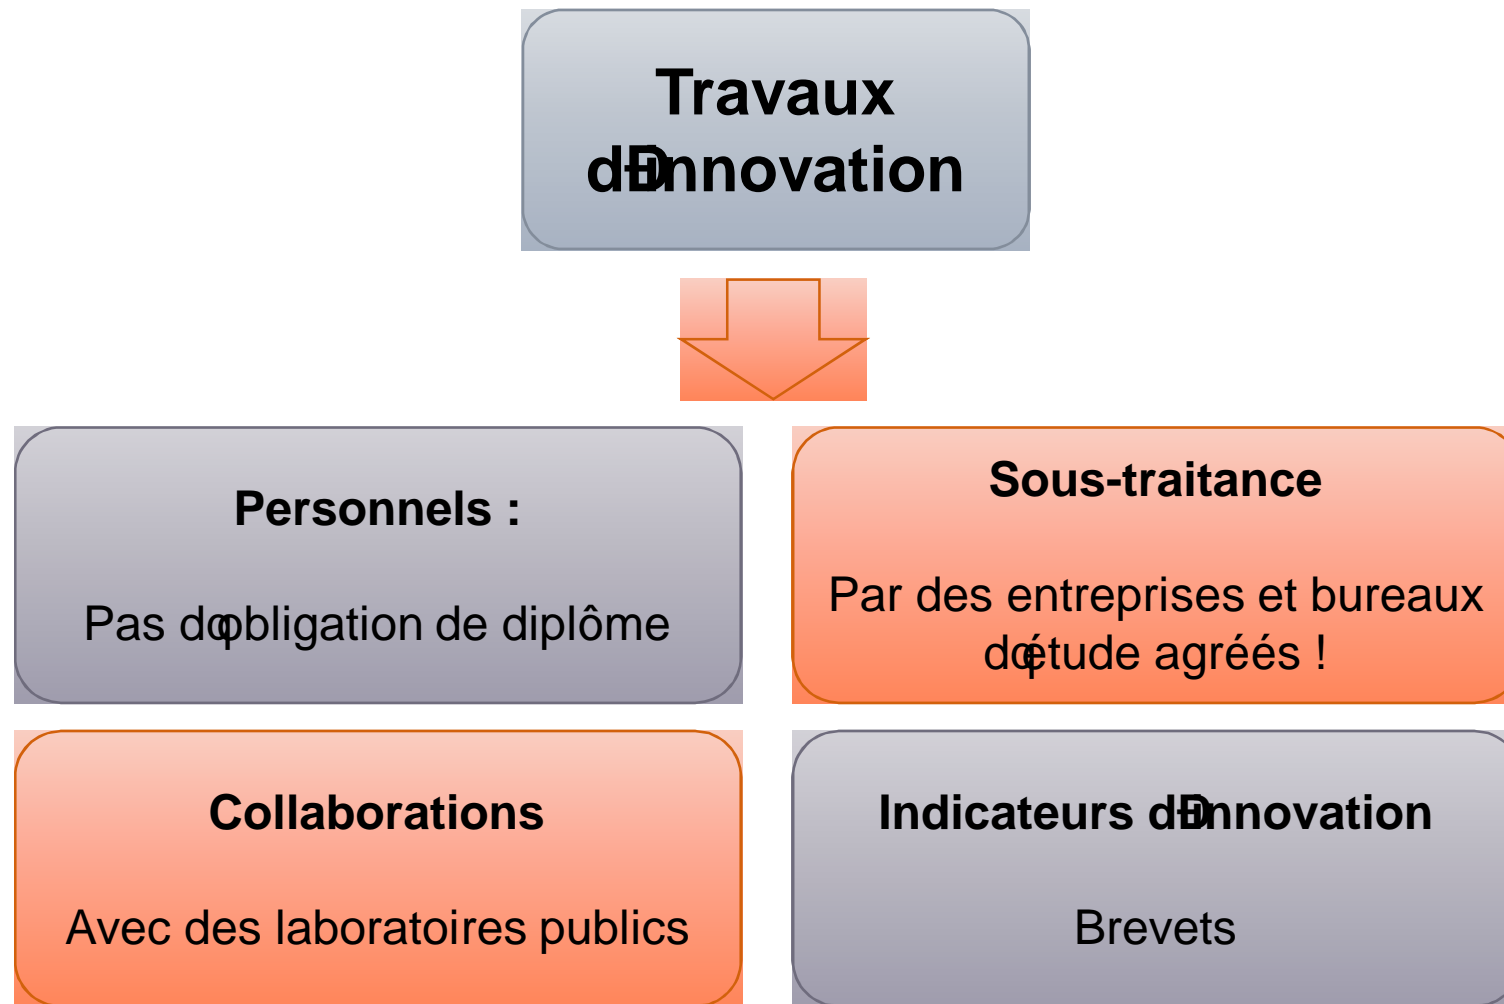 Travaux
d'innovation
Personnels :
Pas d'obligation de diplôme
Sous-traitance
Par des entreprises et bureaux
d'étude agréés !
Collaborations
Avec des laboratoires publics
Indicateurs d'innovation
Brevets